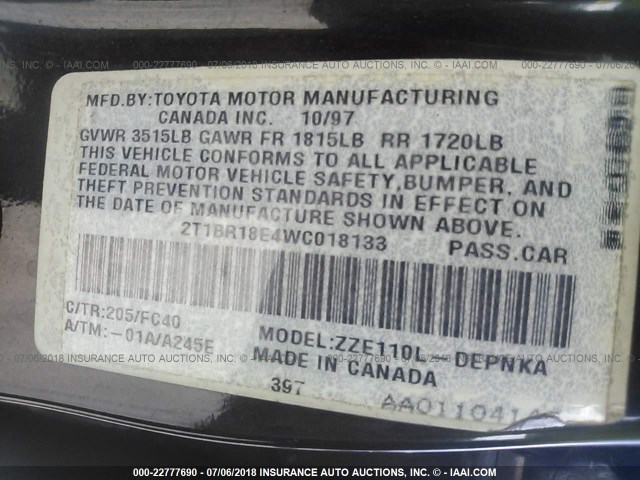 MFD.BY:TOYOTA MOTOR MANUFACTURING
CANADA INC. 10/97
GVWR 3515LB GAWR FR 1815LB RR 1720LB
THIS VEHICLE CONFORMS TO ALL APPLICABLE
FEDERAL MOTOR VEHICLE SAFETY,BUMPER, AND
THEFT PREVENTION STANDARDS IN EFFECT ON
THE DATE OF MANUFACTURE SHOWN ABOVE.
2T1BR18E4WC018133 PASS.CAR
C/TR:205/FC40
A/TM:-01A/A245E
MODEL:ZZE110L- DEPNKA
MADE IN CANADA
397
000-22777690 - 07/06/2018 INSURANCE AUTO AUCTIONS, INC. - © IAAI.COM